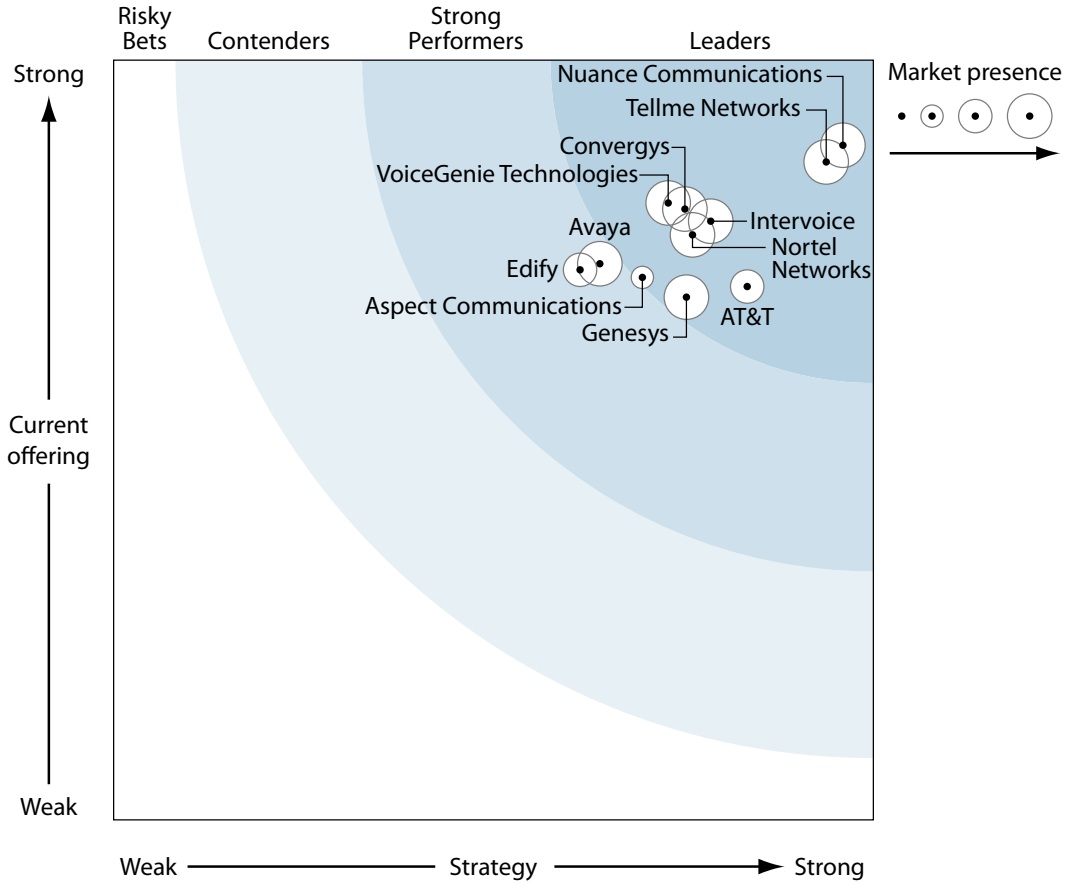 Risky
Bets
Contenders
Strong
Performers
Leaders
Strong
Nuance Communications
Market presence
Tellme Networks
Convergys
VoiceGenie Technologies
Avaya
Intervoice
Nortel
Networks
Edify
Aspect Communications
AT&T
Genesys
Current
offering
Weak
Weak
Strategy
Strong